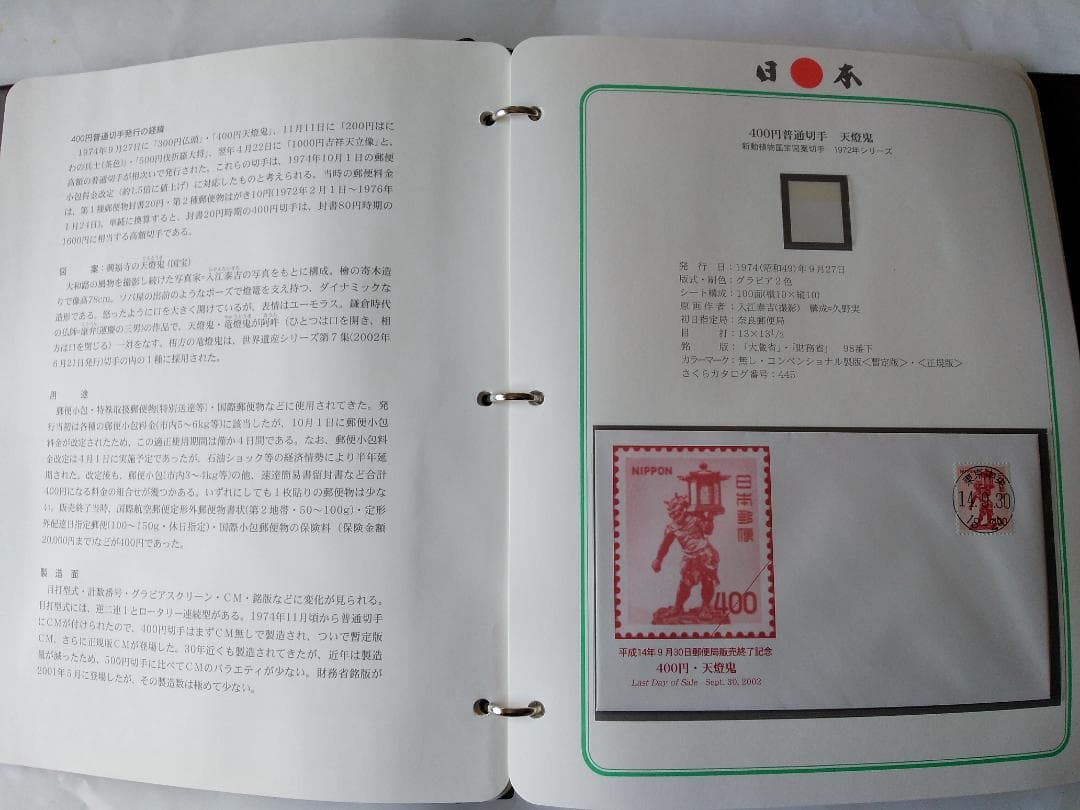 400円普通切手発行の経緯
1974年9月27日に「300円仏頭」・「400円天燈鬼」、11月11日に「200円はに
わの兵士(茶色)」・「500円伐折羅大将」、翌年4月22日に「1000円吉祥天立像」と、
高額の普通切手が相次いで発行された。これらの切手は、1974年10月1日の郵便
小包料金改定(約1.5倍に値上げ)に対応したものと考えられる。当時の郵便料金
は、第1種郵便物封書20円・第2種郵便物はがき10円(1972年2月1日～1976年
1月24日)。単純に換算すると、封書20円時期の400円切手は、封書80円時期の
1600円に相当する高額切手である。
図　案:興福寺の天燈鬼(国宝)
大和路の風物を撮影し続けた写真家=入江泰吉の写真をもとに構成。檜の寄木造
なりで像高78cm。ソバ屋の出前のようなポーズで燈篭を支え持つ、ダイナミックな
造形である。怒ったように口を大きく開けているが、表情はユーモラス。鎌倉時代
の仏師=康弁(運慶の三男)の作品で、天燈鬼・竜燈鬼が阿吽(ひとつは口を開き、相
方は口を閉じる)一対をなす。相方の竜燈鬼は、世界遺産シリーズ第7集(2002年
6月21日発行)切手の内の1種に採用された。
用　途
郵便小包・特殊取扱郵便物(特別送達等)・国際郵便物などに使用されてきた。発
行当初は各種の郵便小包料金(市内5～6kg等)に該当したが、10月1日に郵便小包
料金が改定されたため、この適正使用期間は僅か4日間である。なお、郵便小包料
金改定は4月1日に実施予定であったが、石油ショック等の経済情勢により半年延
期された。改定後も、郵便小包(市内3～4kg等)の他、速達簡易書留封書など合計
400円になる料金の組合せが幾つかある。いずれにしても1枚貼りの郵便物は少な
い。販売終了当時、国際航空郵便定形外郵便物書状(第2地帯・50～100g)・定形
外配達日指定郵便(100～150g・休日指定)・国際小包郵便物の保険料(保険金額
20,000円まで)などが400円であった。
製 造 面
目打型式・計数番号・グラビアスクリーン・CM・銘版などに変化が見られる。
目打型式には、逆二連1とロータリー連続型がある。1974年11月頃から普通切手
にCMが付けられたので、400円切手はまずCM無しで製造され、ついで暫定版
CM、さらに正規版CMが登場した。30年近くも製造されてきたが、近年は製造
量が減ったため、500円切手に比べてCMのバラエティが少ない。財務省銘版が
2001年5月に登場したが、その製造数は極めて少ない。
日 本
400円普通切手　天燈鬼
新動植物国宝図案切手　1972年シリーズ
発 行 日:1974(昭和49)年9月27日
版式・刷色:グラビア2色
シート構成:100面(横10×縦10)
原 画 作 者:入江泰吉(撮影)　構成=久野実
初日指定局:奈良郵便局
目　　打:13×13½
銘　　版:「大蔵省」・「財務省」　98番下
カラーマーク:無し・コンベンショナル製版<暫定版>・<正規版>
さくらカタログ番号:445
NIPPON
日本郵便
400
平成14年9月30日郵便局販売終了記念
400円・天燈鬼
Last Day of Sale　Sept. 30, 2002
東京中央
14.9.30